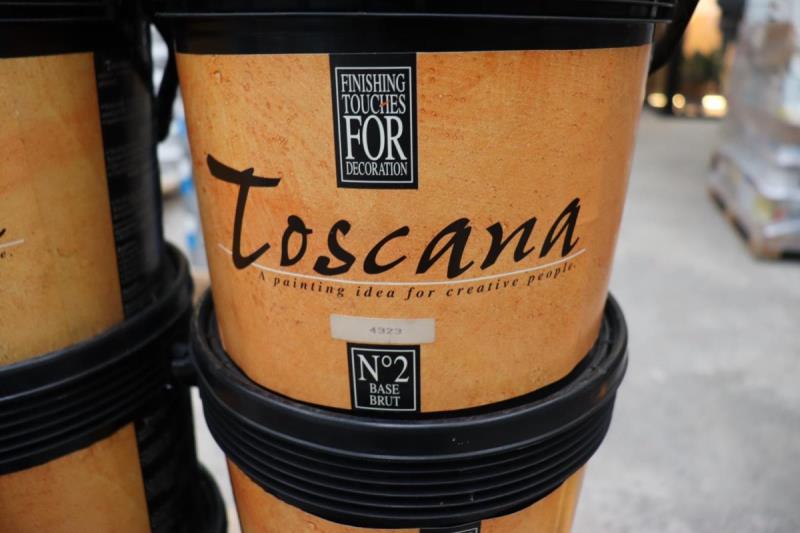 FINISHING
TOUCHES
FOR
DECORATION
Toscana
A painting idea for creative people.
4323
N°2
BASE
BRUT